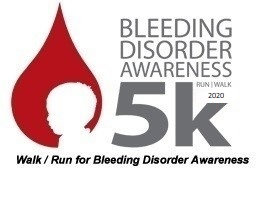 BLEEDING
DISORDER
AWARENESS
5k
RUN | WALK
2020
Walk / Run for Bleeding Disorder Awareness